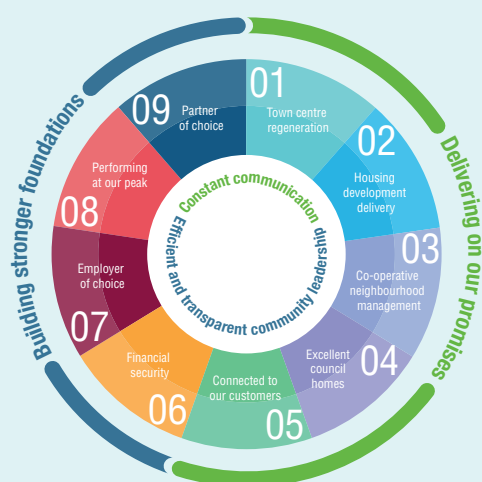 Building stronger foundations
Delivering on our promises
Constant communication
Efficient and transparent community leadership
01
Town centre
regeneration
02
Housing
development
delivery
03
Co-operative
neighbourhood
management
04
Excellent
council
homes
05
Connected to
our customers
06
Financial
security
07
Employer
of choice
08
Performing
at our peak
09
Partner
of choice